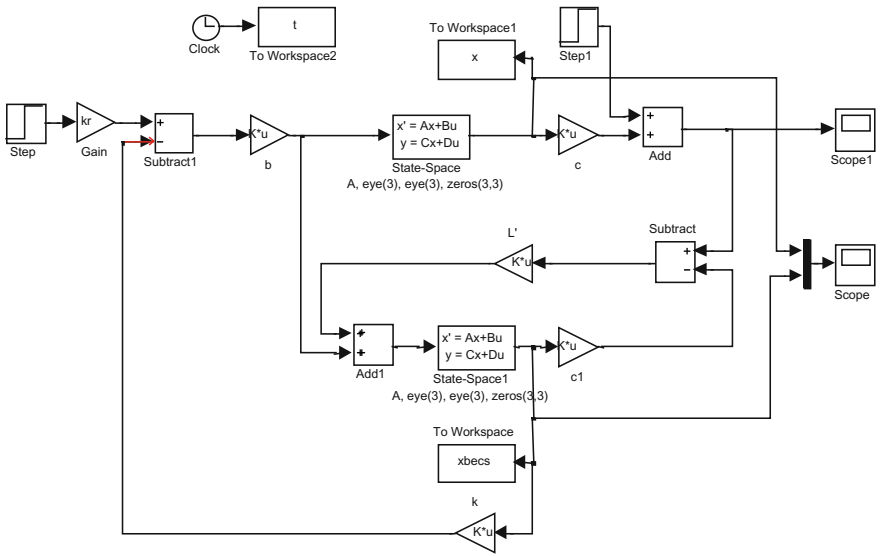 t
Clock
To Workspace2
To Workspace1
x
Step1
kr
Step
Gain
+
−
Subtract1
K*u
b
x' = Ax+Bu
y = Cx+Du
State-Space
A, eye(3), eye(3), zeros(3,3)
K*u
c
+
+
Add
Scope1
L'
K*u
Subtract
+
−
Scope
+
+
Add1
x' = Ax+Bu
y = Cx+Du
State-Space1
A, eye(3), eye(3), zeros(3,3)
K*u
c1
To Workspace
xbecs
k
K*u